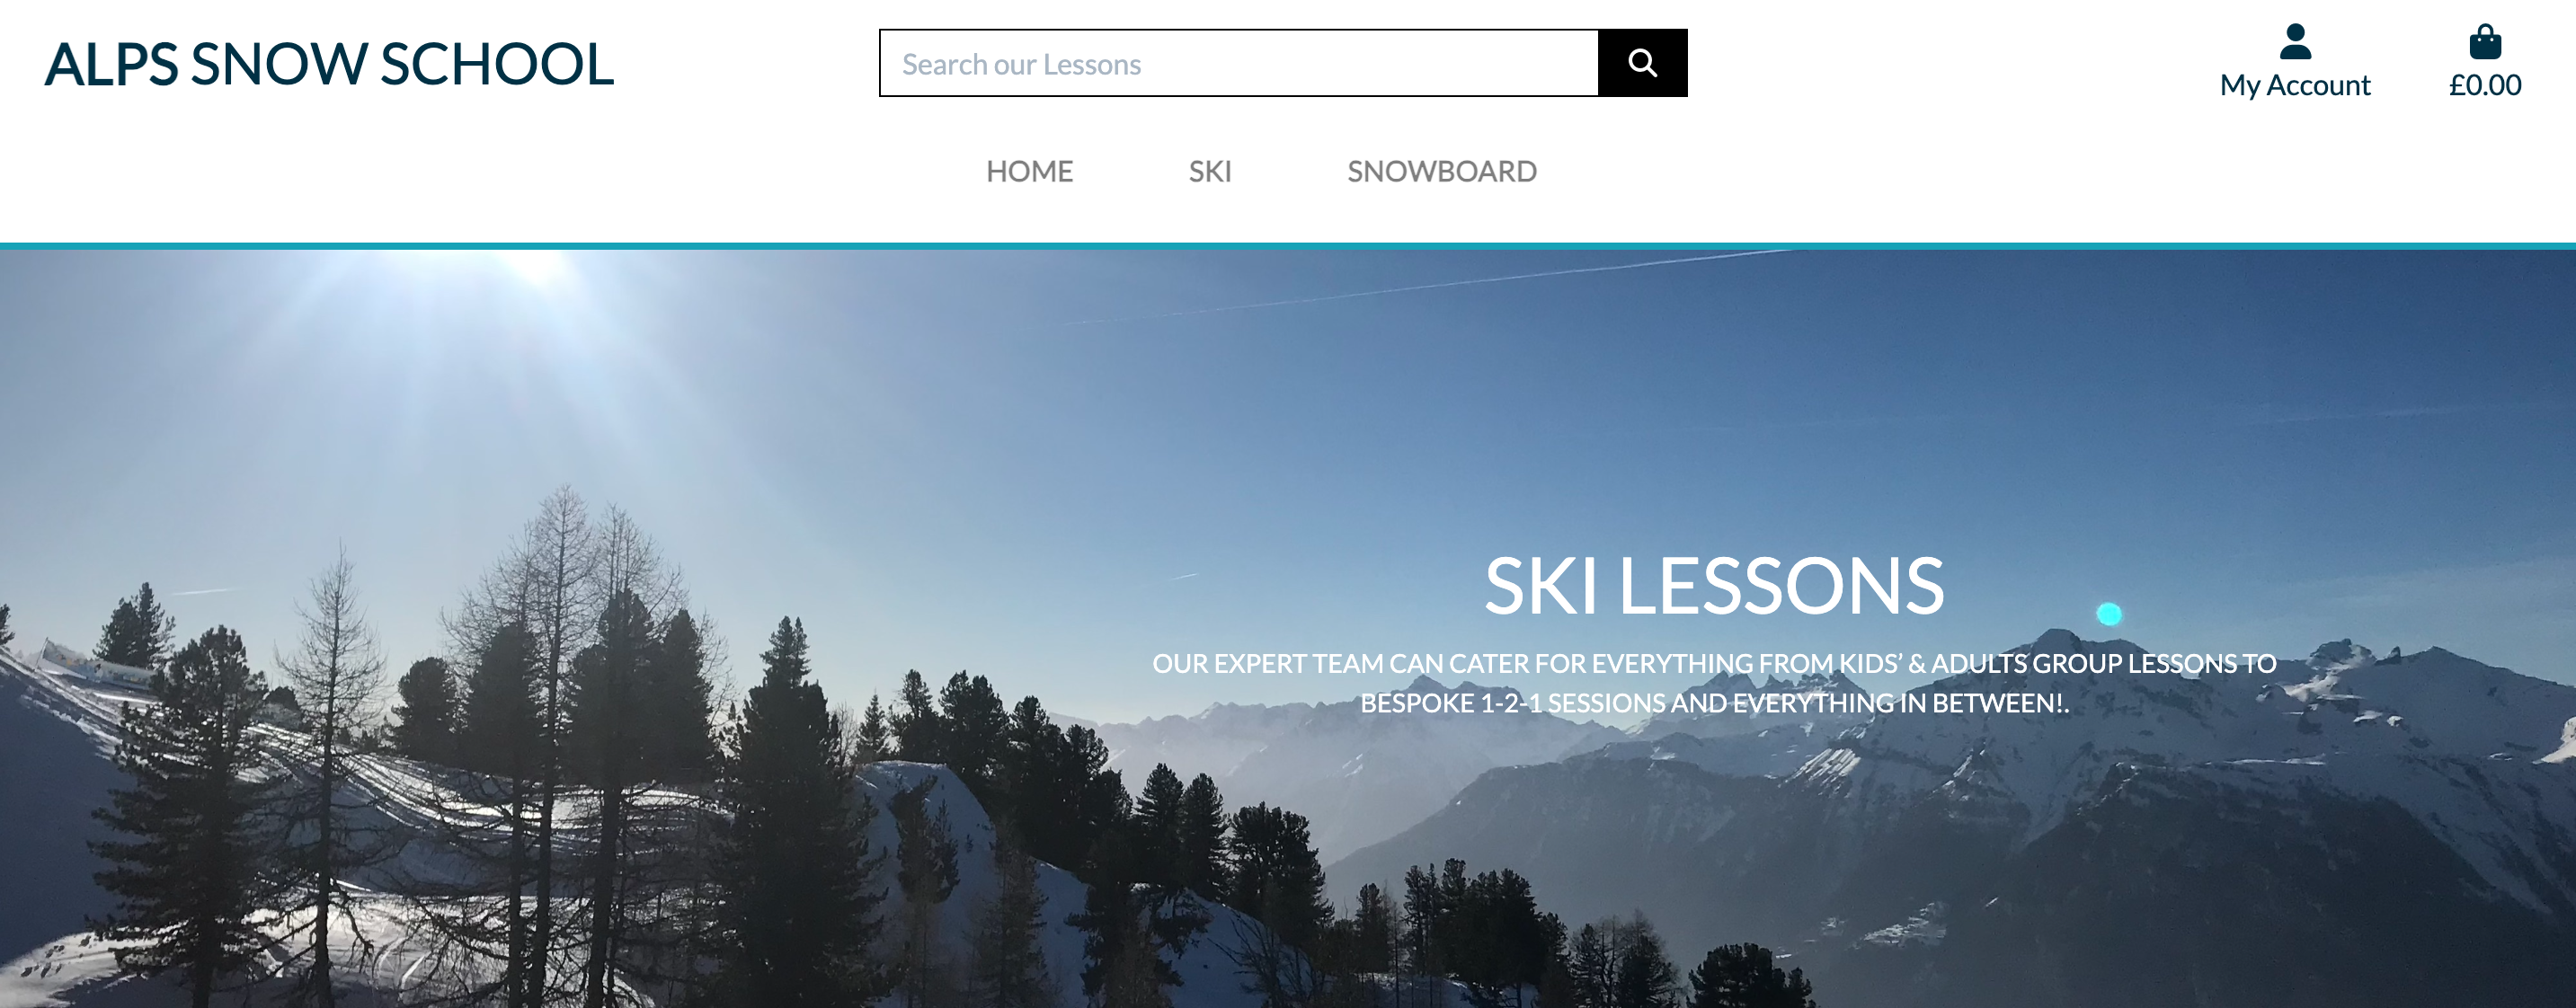 ALPS SNOW SCHOOL
Search our Lessons
My Account
£0.00
HOME
SKI
SNOWBOARD
SKI LESSONS
OUR EXPERT TEAM CAN CATER FOR EVERYTHING FROM KIDS’ & ADULTS GROUP LESSONS TO
BESPOKE 1-2-1 SESSIONS AND EVERYTHING IN BETWEEN!.